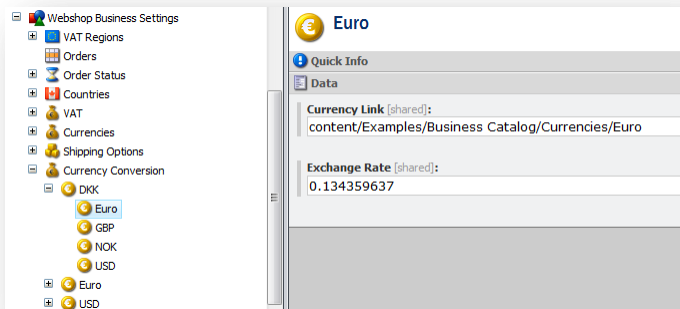 Webshop Business Settings
VAT Regions
Orders
Order Status
Countries
VAT
Currencies
Shipping Options
Currency Conversion
DKK
Euro
GBP
NOK
USD
Euro
USD
Euro
Quick Info
Data
Currency Link [shared]:
content/Examples/Business Catalog/Currencies/Euro
Exchange Rate [shared]:
0.134359637